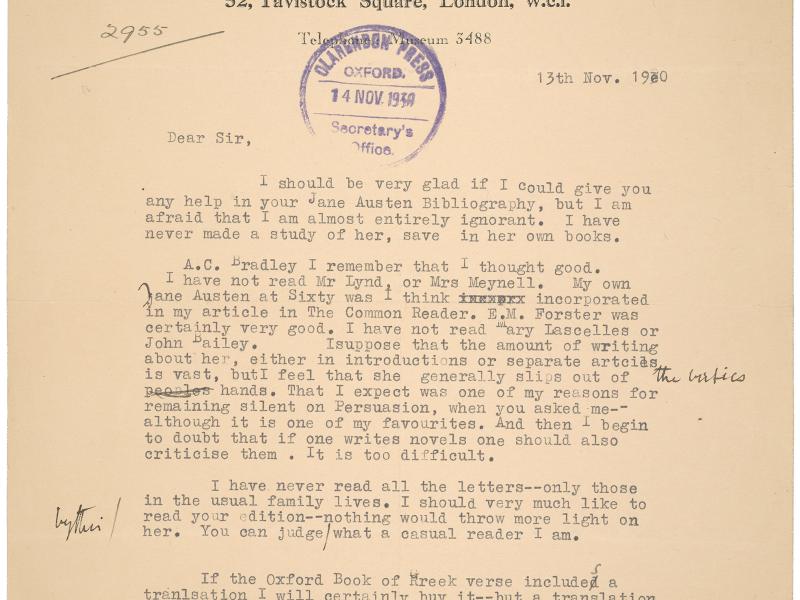 52, Tavistock Square, London, W.C.1.
2955
Telephone, Museum 3488
CLARENDON PRESS
OXFORD.
14 NOV. 1930
Secretary's
Office.
13th Nov. 1930
Dear Sir,
I should be very glad if I could give you
any help in your Jane Austen Bibliography, but I am
afraid that I am almost entirely ignorant. I have
never made a study of her, save in her own books.
A.C. Bradley I remember that I thought good.
I have not read Mr Lynd, or Mrs Meynell. My own
Jane Austen at Sixty was I think incorporated
in my article in The Common Reader. E.M. Forster was
certainly very good. I have not read Mary Lascelles or
John Bailey. Isuppose that the amount of writing
about her, either in introductions or separate artcies
is vast, butI feel that she generally slips out of the critics
peoples hands. That I expect was one of my reasons for
remaining silent on Persuasion, when you asked me--
although it is one of my favourites. And then I begin
to doubt that if one writes novels one should also
criticise them . It is too difficult.
I have never read all the letters--only those
in the usual family lives. I should very much like to
read your edition--nothing would throw more light on
by this/
her. You can judge/what a casual reader I am.
If the Oxford Book of Greek verse includes a
tranlsation I will certainly buy it--but a translation